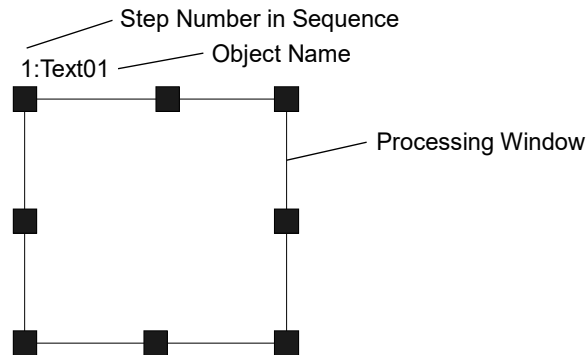 Step Number in Sequence
Object Name
1:Text01
Processing Window